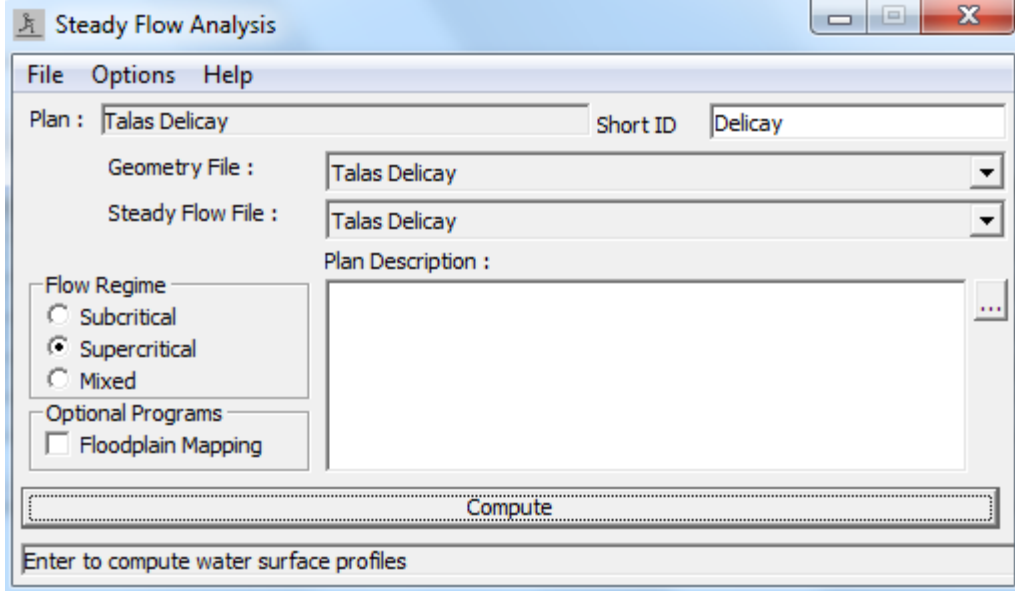 Steady Flow Analysis
File Options Help
Plan : Talas Delicay Short ID Delicay
Geometry File : Talas Delicay
Steady Flow File : Talas Delicay
Plan Description :
Flow Regime
Subcritical
Supercritical
Mixed
Optional Programs
Floodplain Mapping
...
Compute
Enter to compute water surface profiles